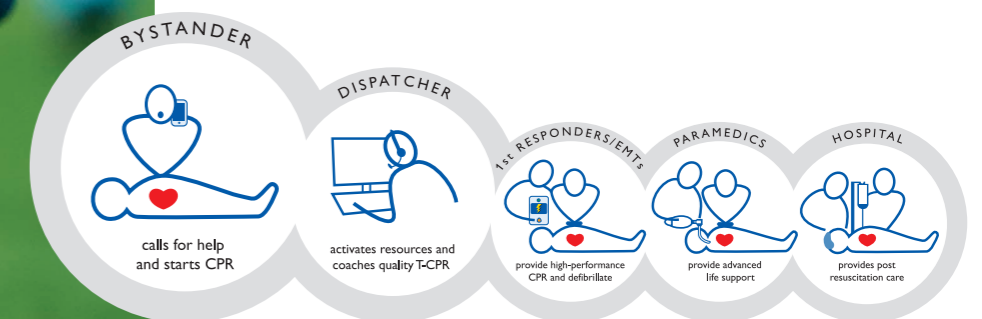 BYSTANDER
calls for help
and starts CPR
DISPATCHER
activates resources and
coaches quality T-CPR
1st RESPONDERS/EMTs
provide high-performance
CPR and defibrillate
PARAMEDICS
provide advanced
life support
HOSPITAL
provides post
resuscitation care